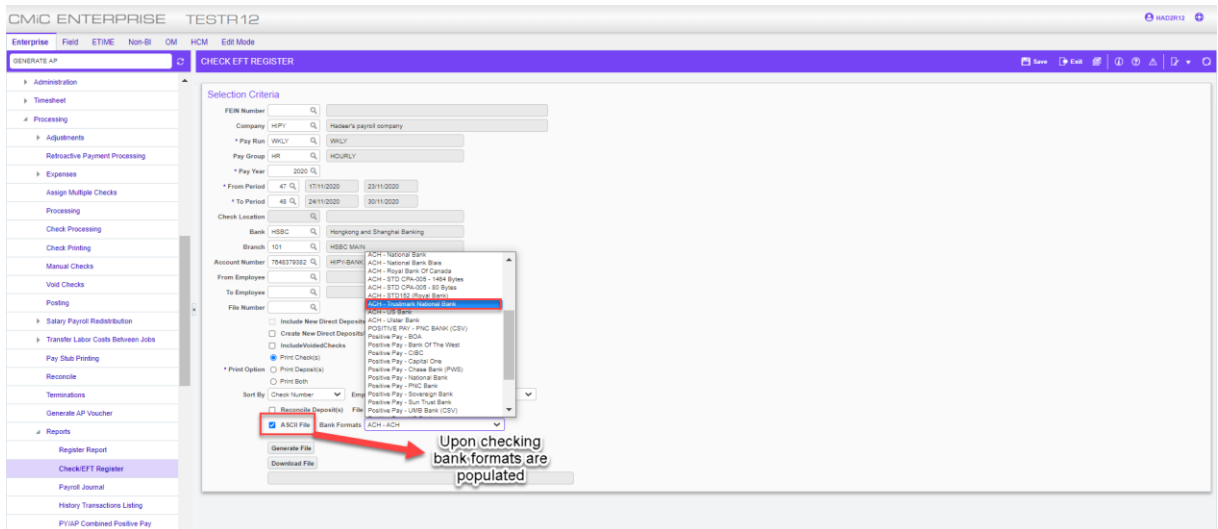 CMiC ENTERPRISE TESTR12
HAD2R12
Enterprise Field ETIME Non-BI OM HCM Edit Mode
GENERATE AP
CHECK EFT REGISTER
Save Exit
Administration
Timesheet
Processing
Adjustments
Retroactive Payment Processing
Expenses
Assign Multiple Checks
Processing
Check Processing
Check Printing
Manual Checks
Void Checks
Posting
Salary Payroll Redistribution
Transfer Labor Costs Between Jobs
Pay Stub Printing
Reconcile
Terminations
Generate AP Voucher
Reports
Register Report
Check/EFT Register
Payroll Journal
History Transactions Listing
PY/AP Combined Positive Pay
Selection Criteria
FEIN Number
Company HIPY Hadeer's payroll company
* Pay Run WKLY WKLY
Pay Group HR HOURLY
* Pay Year 2020
* From Period 47 17/11/2020 23/11/2020
* To Period 48 24/11/2020 30/11/2020
Check Location
Bank HSBC Hongkong and Shanghai Banking
Branch 101 HSBC MAIN
Account Number 7648379382 HIPY-BANK
From Employee
To Employee
File Number
Include New Direct Deposits
Create New Direct Deposits
IncludeVoidedChecks
Print Check(s)
* Print Option Print Deposit(s)
Print Both
Sort By Check Number Emp
Reconcile Deposit(s) File
ASCII File Bank Formats ACH - ACH
Generate File
Download File
ACH - National Bank
ACH - National Bank Blais
ACH - Royal Bank Of Canada
ACH - STD CPA-005 - 1464 Bytes
ACH - STD CPA-005 - 80 Bytes
ACH - STD152 (Royal Bank)
ACH - Trustmark National Bank
ACH - US Bank
ACH - Ulster Bank
POSITIVE PAY - PNC BANK (CSV)
Positive Pay - BOA
Positive Pay - Bank Of The West
Positive Pay - CIBC
Positive Pay - Capital One
Positive Pay - Chase Bank (PWS)
Positive Pay - National Bank
Positive Pay - PNC Bank
Positive Pay - Sovereign Bank
Positive Pay - Sun Trust Bank
Positive Pay - UMB Bank (CSV)
Upon checking
bank formats are
populated